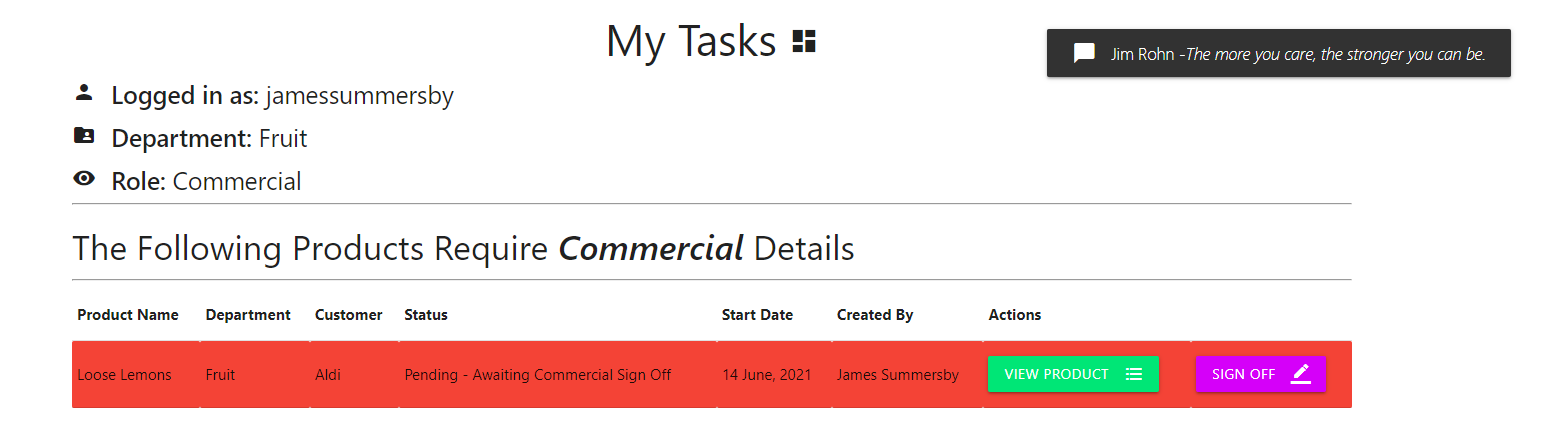 My Tasks
Jim Rohn -The more you care, the stronger you can be.
Logged in as: jamessummersby
Department: Fruit
Role: Commercial
The Following Products Require Commercial Details
Product Name Department Customer Status Start Date Created By Actions
Loose Lemons Fruit Aldi Pending - Awaiting Commercial Sign Off 14 June, 2021 James Summersby VIEW PRODUCT SIGN OFF